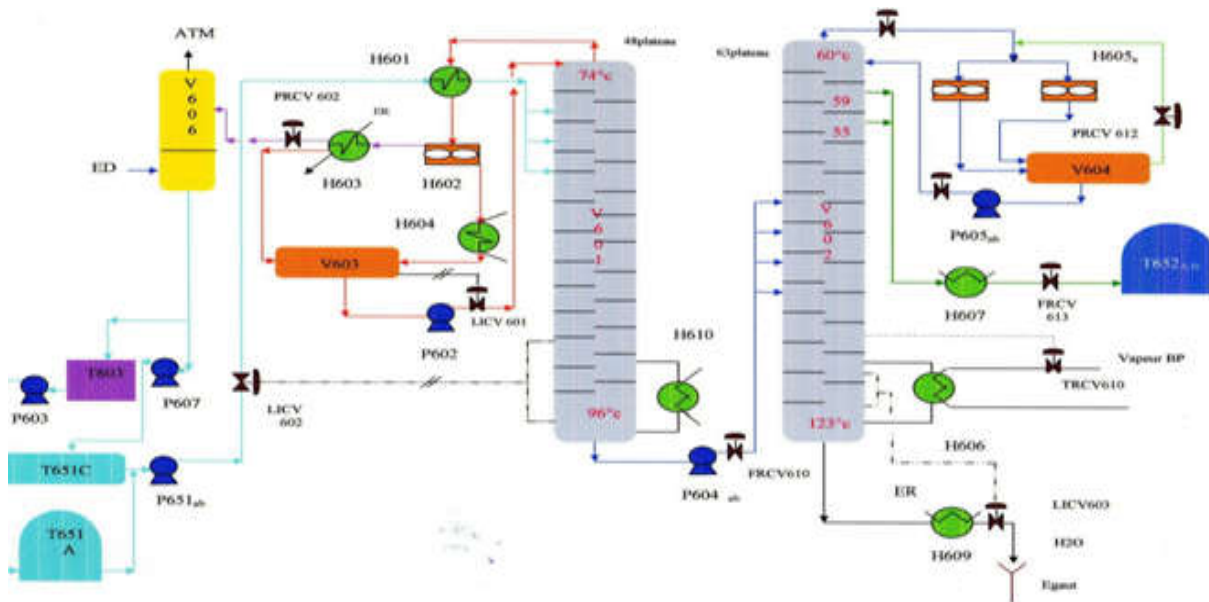 ATM
V
6
0
6
ED
H601
PRCV 602
ER
H603
H602
H604
V603
LICV 601
P602
T603
P603
P607
LICV
602
T651C
P651ab
T651
A
48plateaux
74°c
V
6
0
1
96°c
H610
P604 ab
FRCV610
63plateaux
60°c
59
55
V
6
0
2
123°c
H605
PRCV 612
V604
P605ab
T652
H607
FRCV
613
Vapeur BP
TRCV610
H606
ER
LICV603
H609
H2O
Egout